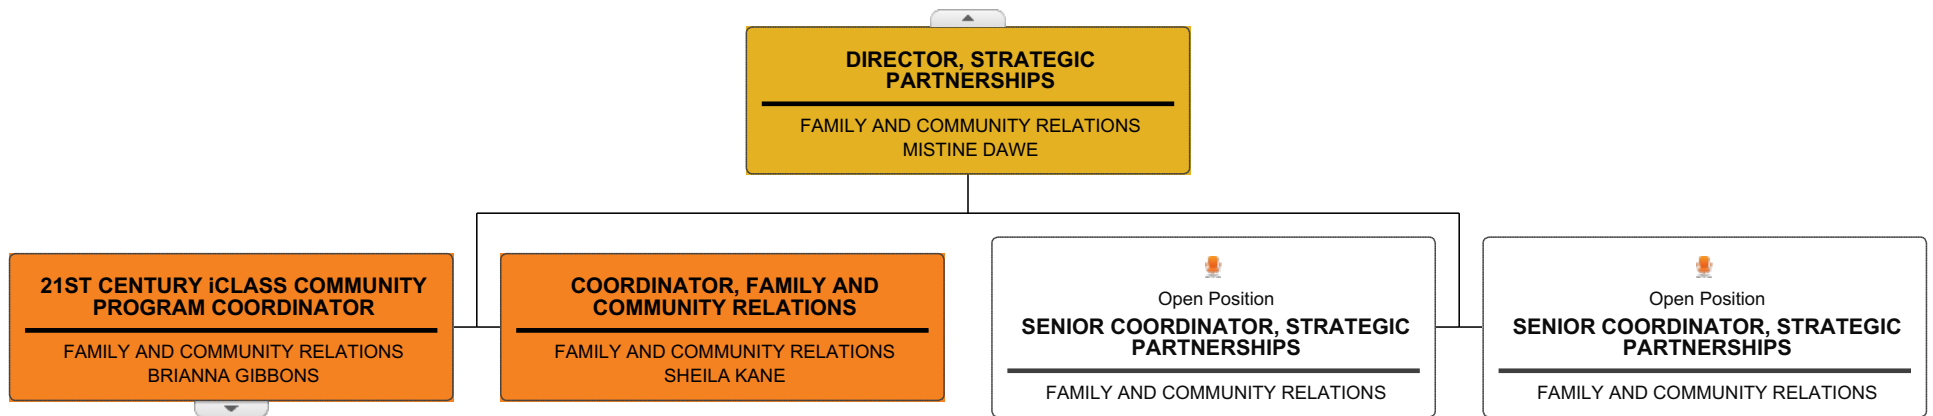 DIRECTOR, STRATEGIC
PARTNERSHIPS
FAMILY AND COMMUNITY RELATIONS
MISTINE DAWE
21ST CENTURY iCLASS COMMUNITY
PROGRAM COORDINATOR
FAMILY AND COMMUNITY RELATIONS
BRIANNA GIBBONS
COORDINATOR, FAMILY AND
COMMUNITY RELATIONS
FAMILY AND COMMUNITY RELATIONS
SHEILA KANE
Open Position
SENIOR COORDINATOR, STRATEGIC
PARTNERSHIPS
FAMILY AND COMMUNITY RELATIONS
Open Position
SENIOR COORDINATOR, STRATEGIC
PARTNERSHIPS
FAMILY AND COMMUNITY RELATIONS